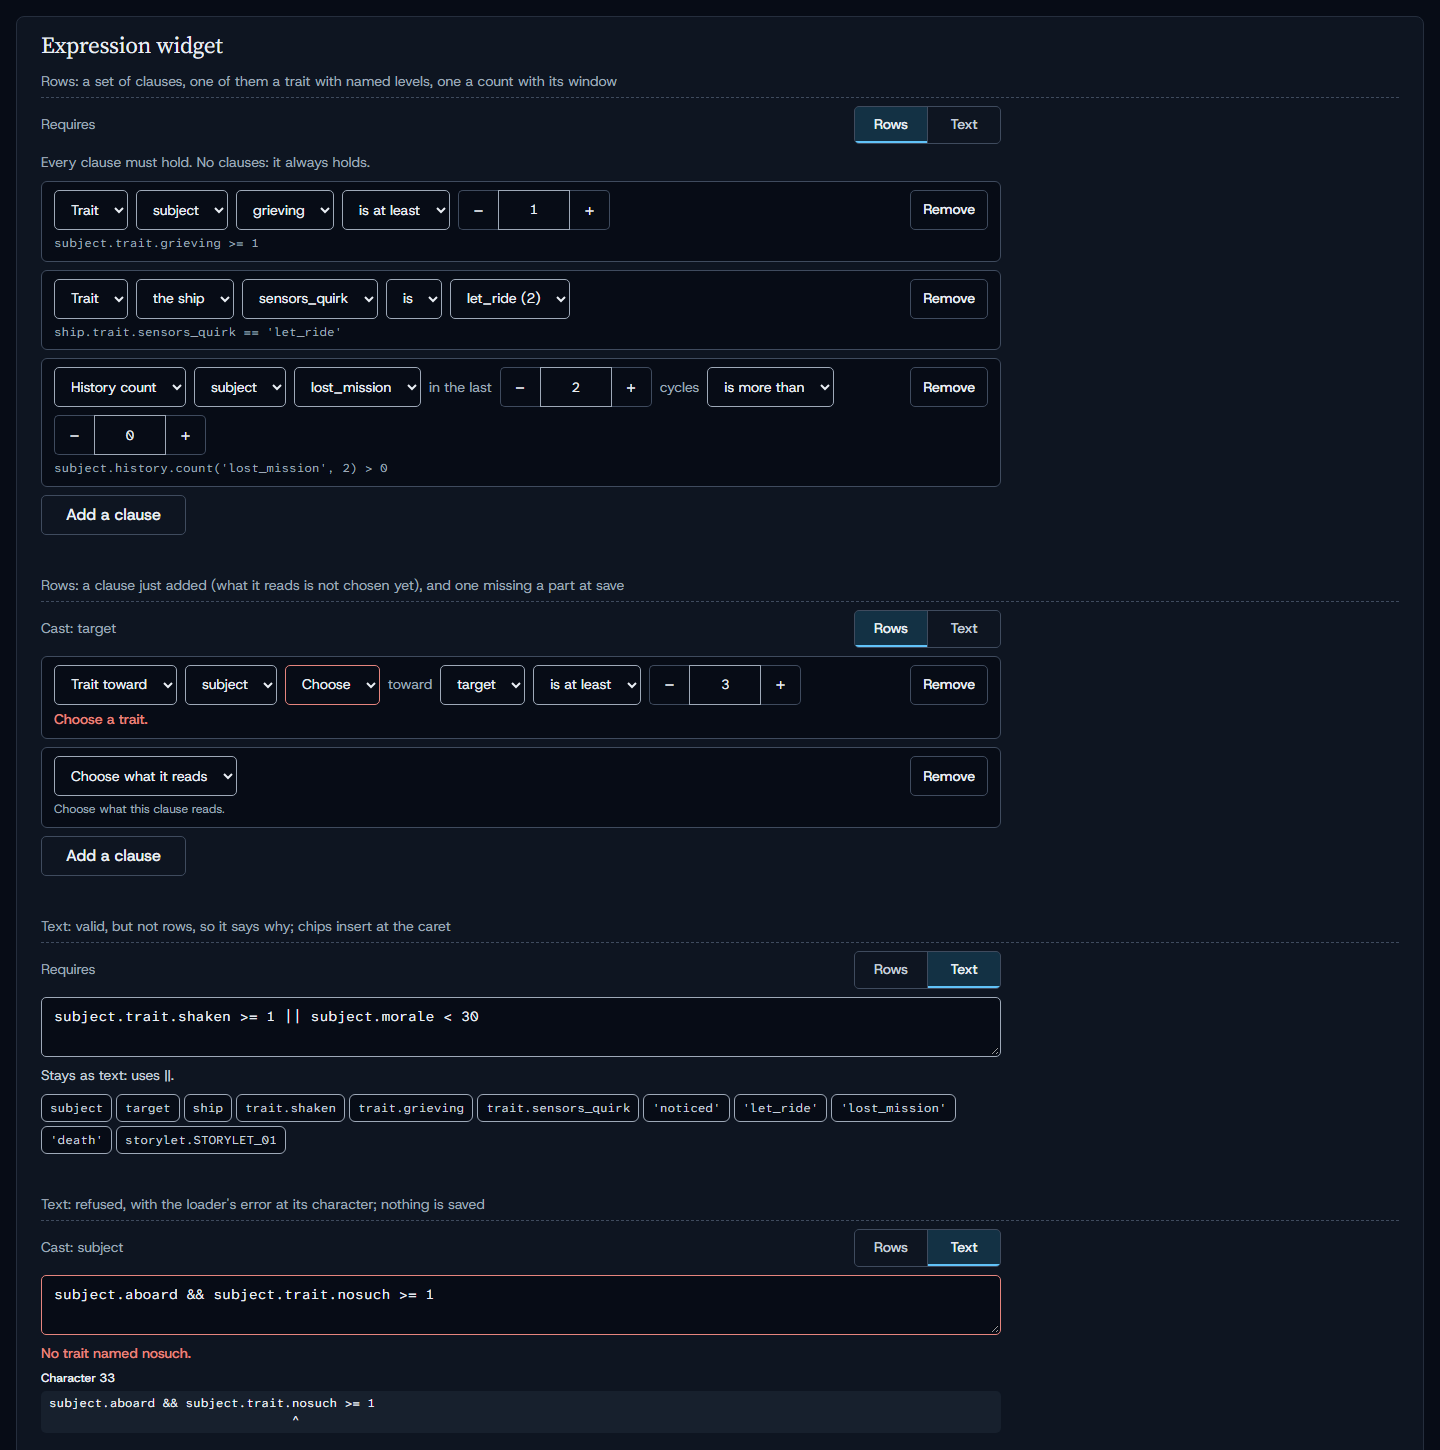 Expression widget
Rows: a set of clauses, one of them a trait with named levels, one a count with its window
Requires
Rows Text
Every clause must hold. No clauses: it always holds.
Trait subject grieving is at least − 1 + Remove
subject.trait.grieving >= 1
Trait the ship sensors_quirk is let_ride (2) Remove
ship.trait.sensors_quirk == 'let_ride'
History count subject lost_mission in the last − 2 + cycles is more than Remove
− 0 +
subject.history.count('lost_mission', 2) > 0
Add a clause
Rows: a clause just added (what it reads is not chosen yet), and one missing a part at save
Cast: target
Rows Text
Trait toward subject Choose toward target is at least − 3 + Remove
Choose a trait.
Choose what it reads Remove
Choose what this clause reads.
Add a clause
Text: valid, but not rows, so it says why; chips insert at the caret
Requires
Rows Text
subject.trait.shaken >= 1 || subject.morale < 30
Stays as text: uses ||.
subject target ship trait.shaken trait.grieving trait.sensors_quirk 'noticed' 'let_ride' 'lost_mission'
'death' storylet.STORYLET_01
Text: refused, with the loader's error at its character; nothing is saved
Cast: subject
Rows Text
subject.aboard && subject.trait.nosuch >= 1
No trait named nosuch.
Character 33
subject.aboard && subject.trait.nosuch >= 1
^